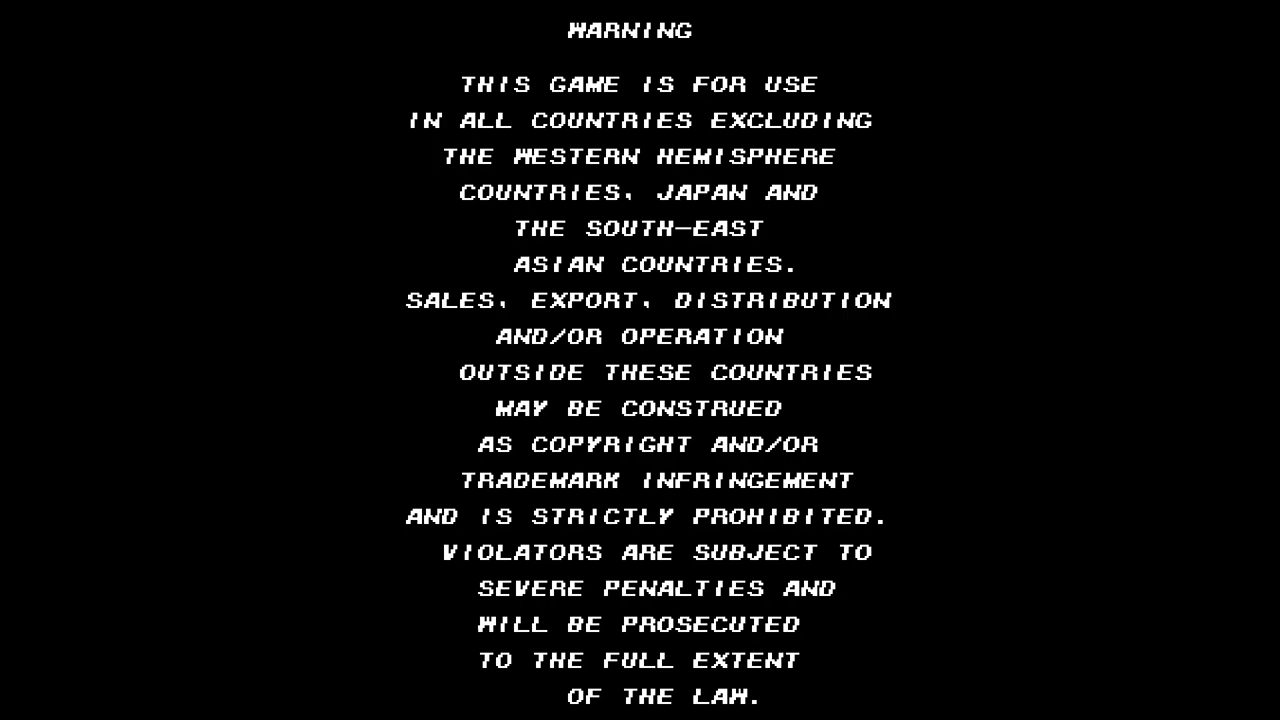 WARNING
THIS GAME IS FOR USE
IN ALL COUNTRIES EXCLUDING
THE WESTERN HEMISPHERE
COUNTRIES, JAPAN AND
THE SOUTH-EAST
ASIAN COUNTRIES.
SALES, EXPORT, DISTRIBUTION
AND/OR OPERATION
OUTSIDE THESE COUNTRIES
MAY BE CONSTRUED
AS COPYRIGHT AND/OR
TRADEMARK INFRINGEMENT
AND IS STRICTLY PROHIBITED.
VIOLATORS ARE SUBJECT TO
SEVERE PENALTIES AND
WILL BE PROSECUTED
TO THE FULL EXTENT
OF THE LAW.